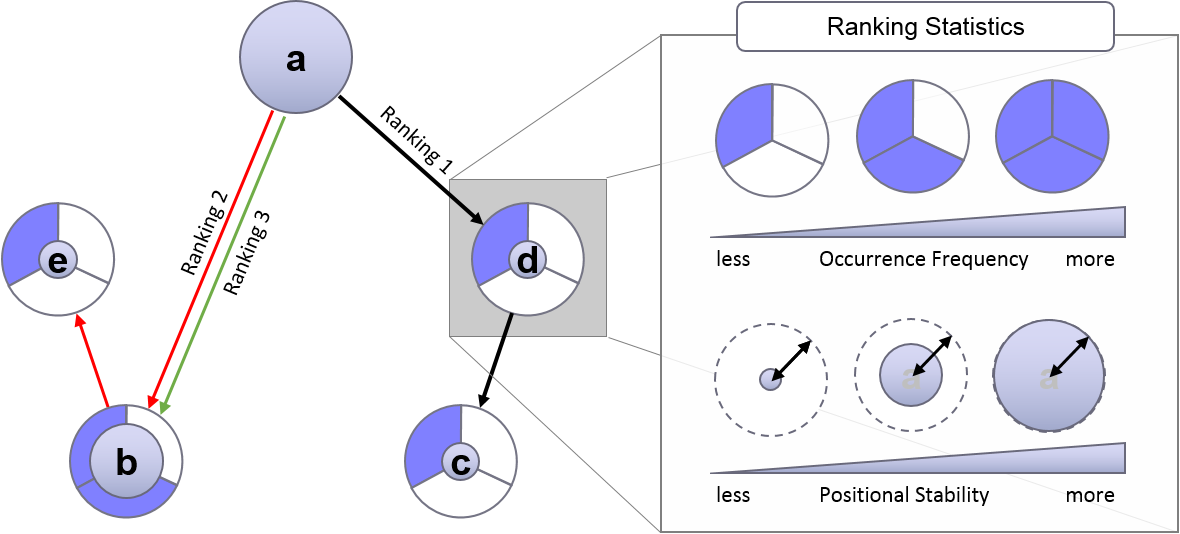 Ranking Statistics
a
Ranking 1
Ranking 2
Ranking 3
e
d
b
c
less Occurrence Frequency more
a a
less Positional Stability more